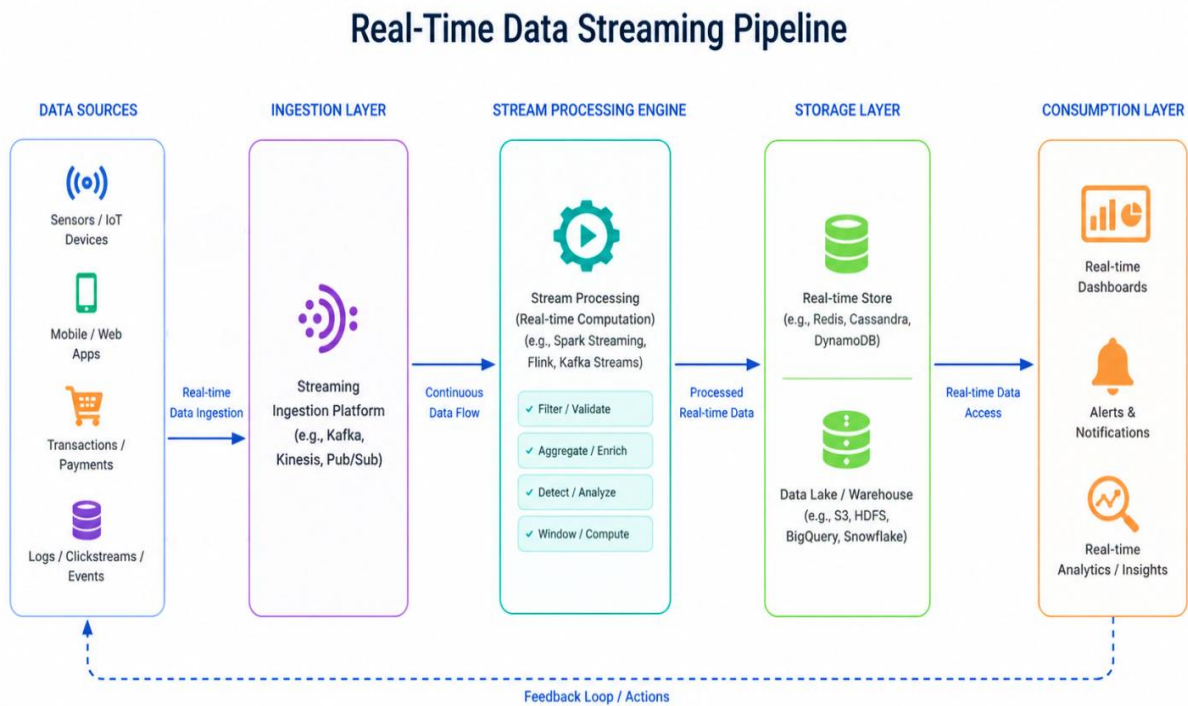 Real-Time Data Streaming Pipeline
DATA SOURCES
Sensors / IoT
Devices
Mobile / Web
Apps
Transactions /
Payments
Logs / Clickstreams /
Events
Real-time
Data Ingestion
INGESTION LAYER
Streaming
Ingestion Platform
(e.g., Kafka,
Kinesis, Pub/Sub)
Continuous
Data Flow
STREAM PROCESSING ENGINE
Stream Processing
(Real-time Computation)
(e.g., Spark Streaming,
Flink, Kafka Streams)
✓ Filter / Validate
✓ Aggregate / Enrich
✓ Detect / Analyze
✓ Window / Compute
Processed
Real-time Data
STORAGE LAYER
Real-time Store
(e.g., Redis, Cassandra,
DynamoDB)
Data Lake / Warehouse
(e.g., S3, HDFS,
BigQuery, Snowflake)
Real-time Data
Access
CONSUMPTION LAYER
Real-time
Dashboards
Alerts &
Notifications
Real-time
Analytics / Insights
Feedback Loop / Actions